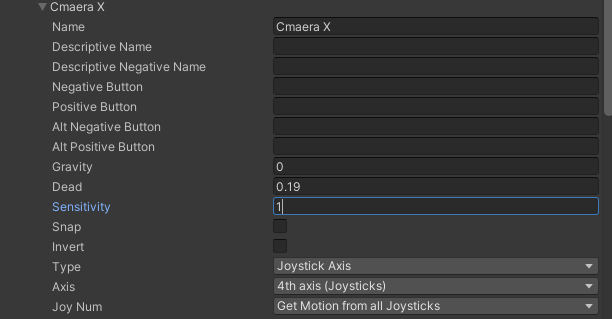 Cmaera X
Name Cmaera X
Descriptive Name
Descriptive Negative Name
Negative Button
Positive Button
Alt Negative Button
Alt Positive Button
Gravity 0
Dead 0.19
Sensitivity 1
Snap
Invert
Type Joystick Axis
Axis 4th axis (Joysticks)
Joy Num Get Motion from all Joysticks